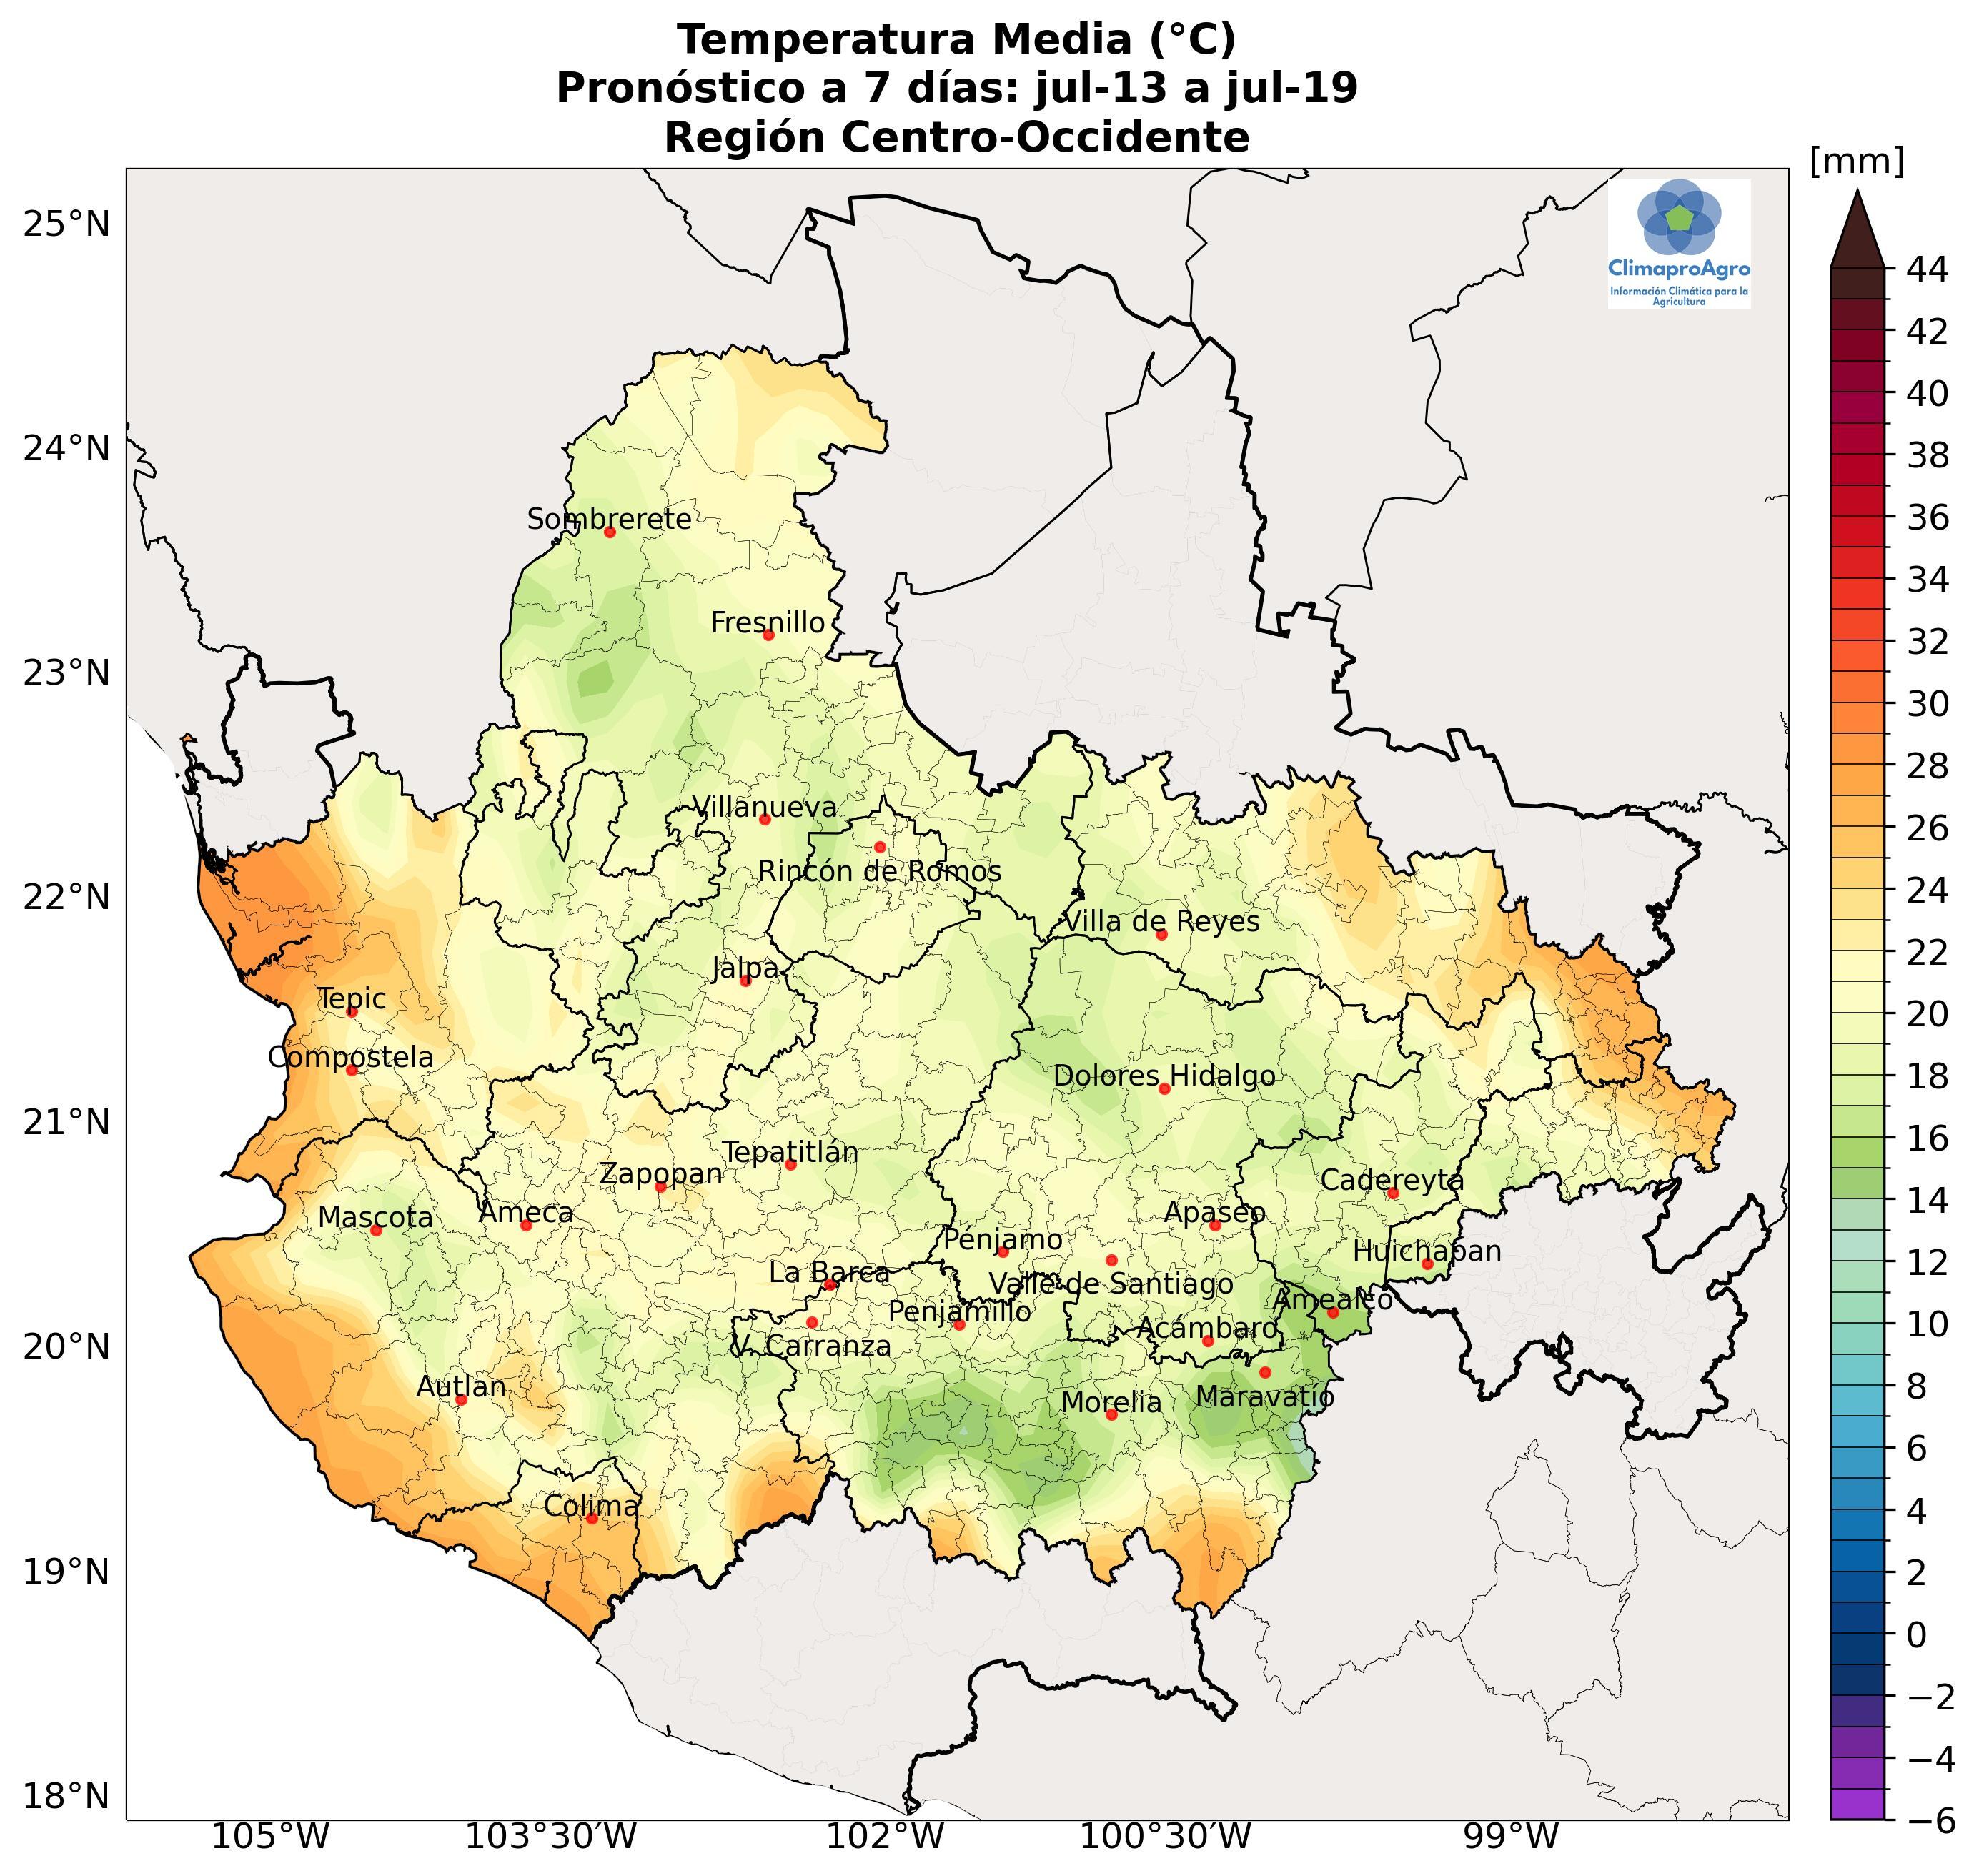 Temperatura Media (°C)
Pronóstico a 7 días: jul-13 a jul-19
Región Centro-Occidente
[mm]
ClimaproAgro
Información Climática para la
Agricultura
25°N
24°N
23°N
22°N
21°N
20°N
19°N
18°N
Sombrerete
Fresnillo
Villanueva
Rincón de Romos
Villa de Reyes
Jalpa
Tepic
Compostela
Dolores Hidalgo
Tepatitlán
Zapopan
Cadereyta
Mascota
Ameca
Apaseo
Pénjamo
Huichapan
La Barca
Valle de Santiago
Amealco
Penjamillo
Acámbaro
V. Carranza
Autlan
Maravatío
Morelia
Colima
105°W
103°30'W
102°W
100°30'W
99°W
44
42
40
38
36
34
32
30
28
26
24
22
20
18
16
14
12
10
8
6
4
2
0
−2
−4
−6